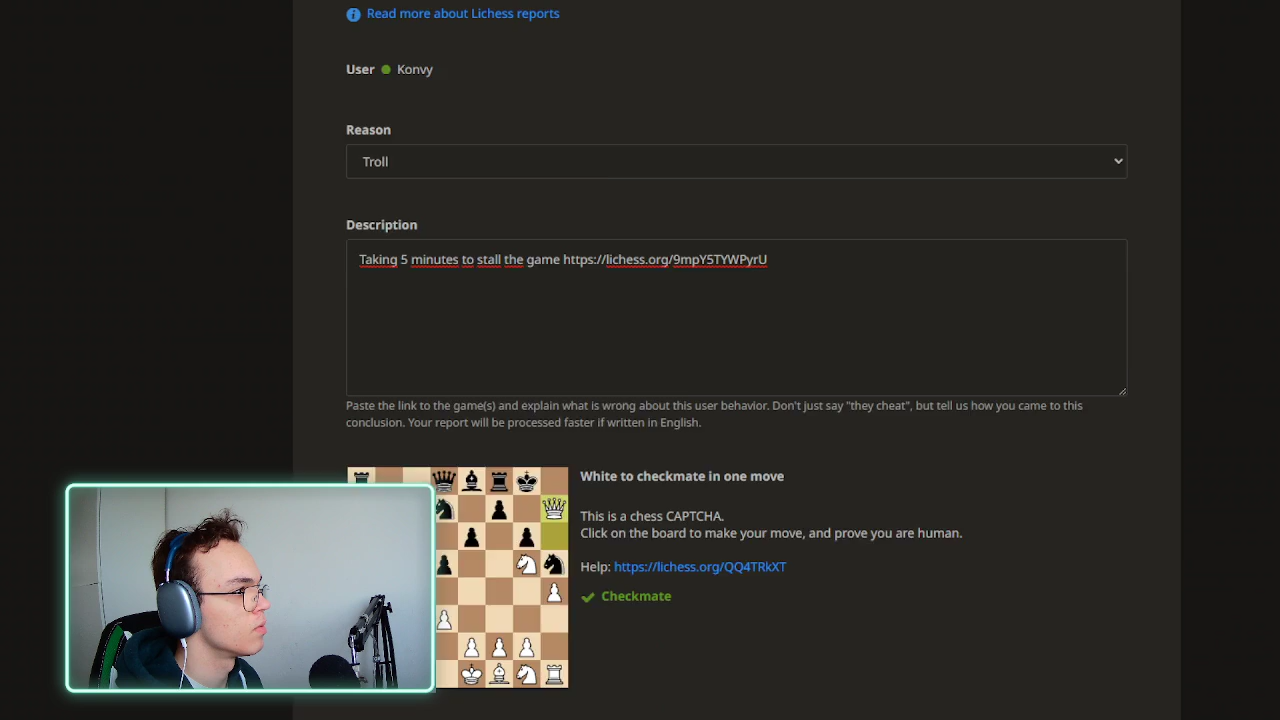 Read more about Lichess reports
User Konvy
Reason
Troll
Description
Taking 5 minutes to stall the game https://lichess.org/9mpY5TYWPyrU
Paste the link to the game(s) and explain what is wrong about this user behavior. Don't just say "they cheat", but tell us how you came to this
conclusion. Your report will be processed faster if written in English.
White to checkmate in one move
This is a chess CAPTCHA.
Click on the board to make your move, and prove you are human.
Help: https://lichess.org/QQ4TRkXT
Checkmate